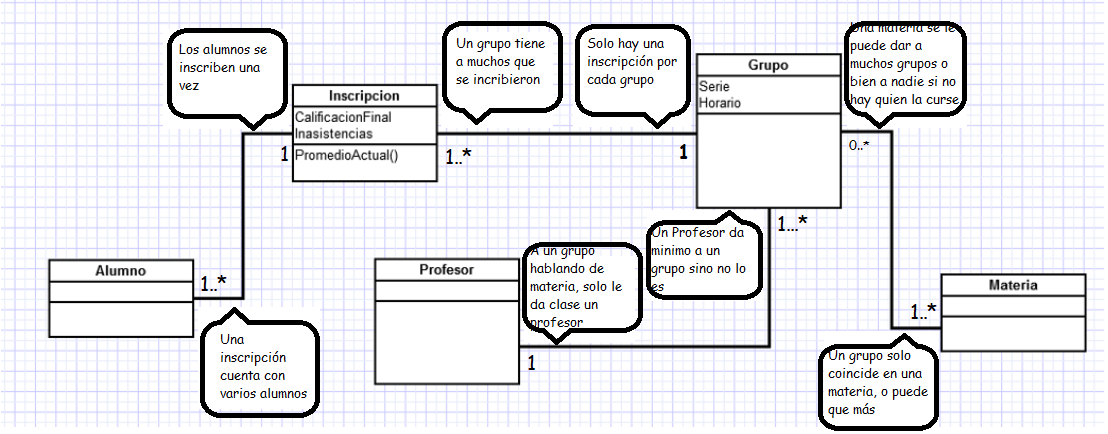 Los alumnos se
inscriben una
vez
Un grupo tiene
a muchos que
se incribieron
Solo hay una
inscripción por
cada grupo
Una materia se le
puede dar a
muchos grupos o
bien a nadie si no
hay quien la curse
Inscripcion
CalificacionFinal
Inasistencias
PromedioActual()
1
1..*
Grupo
Serie
Horario
1
0..*
1...*
Un Profesor da
minimo a un
grupo sino no lo
es
A un grupo
hablando de
materia, solo le
da clase un
profesor
Alumno
1..*
Profesor
1
Materia
1..*
Una
inscripción
cuenta con
varios alumnos
Un grupo solo
coincide en una
materia, o puede
que más